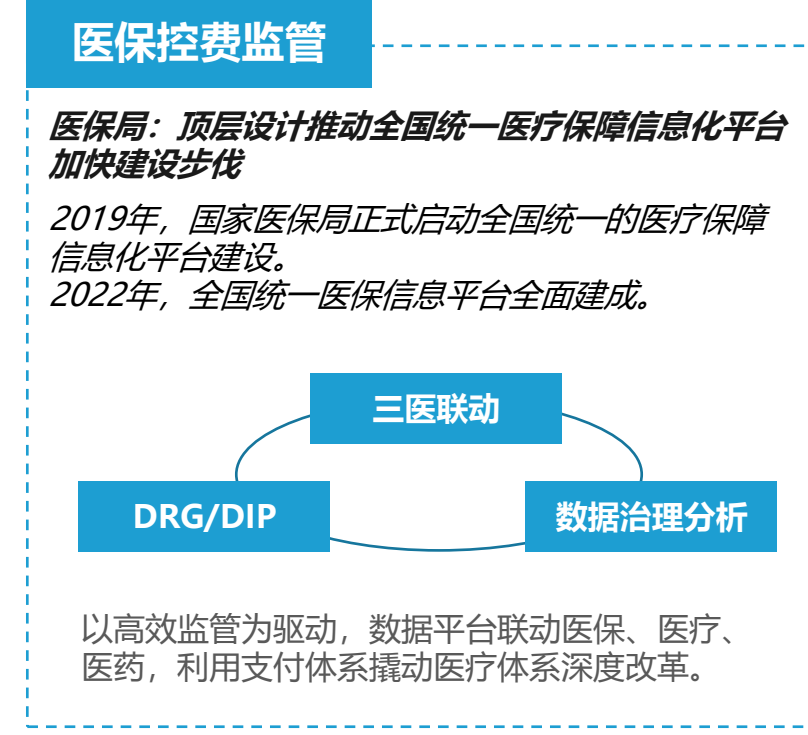 医保控费监管
医保局：顶层设计推动全国统一医疗保障信息化平台
加快建设步伐
2019年，国家医保局正式启动全国统一的医疗保障
信息化平台建设。
2022年，全国统一医保信息平台全面建成。
三医联动
DRG/DIP
数据治理分析
以高效监管为驱动，数据平台联动医保、医疗、
医药，利用支付体系撬动医疗体系深度改革。